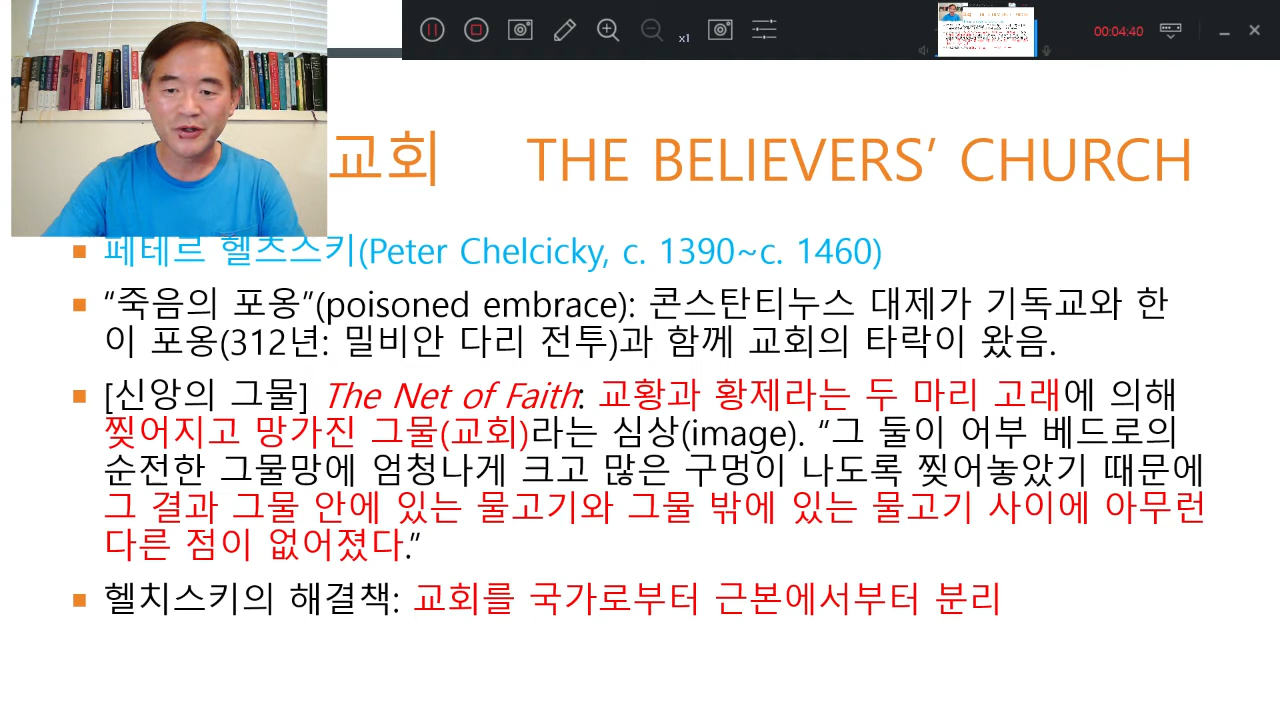 x1
00:04:40
교회 THE BELIEVERS’ CHURCH
페테르 헬츠스키(Peter Chelcicky, c. 1390~c. 1460)
“죽음의 포옹”(poisoned embrace): 콘스탄티누스 대제가 기독교와 한
이 포옹(312년: 밀비안 다리 전투)과 함께 교회의 타락이 왔음.
[신앙의 그물] The Net of Faith: 교황과 황제라는 두 마리 고래에 의해
찢어지고 망가진 그물(교회)라는 심상(image). “그 둘이 어부 베드로의
순전한 그물망에 엄청나게 크고 많은 구멍이 나도록 찢어놓았기 때문에
그 결과 그물 안에 있는 물고기와 그물 밖에 있는 물고기 사이에 아무런
다른 점이 없어졌다.”
헬치스키의 해결책: 교회를 국가로부터 근본에서부터 분리